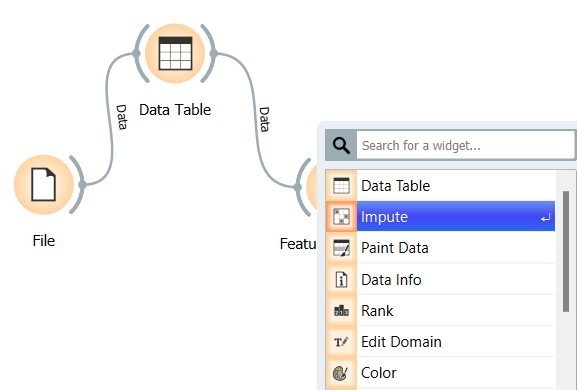 Data Table
Data
Data
File
Featu
Search for a widget...
Data Table
Impute
Paint Data
Data Info
Rank
Edit Domain
Color